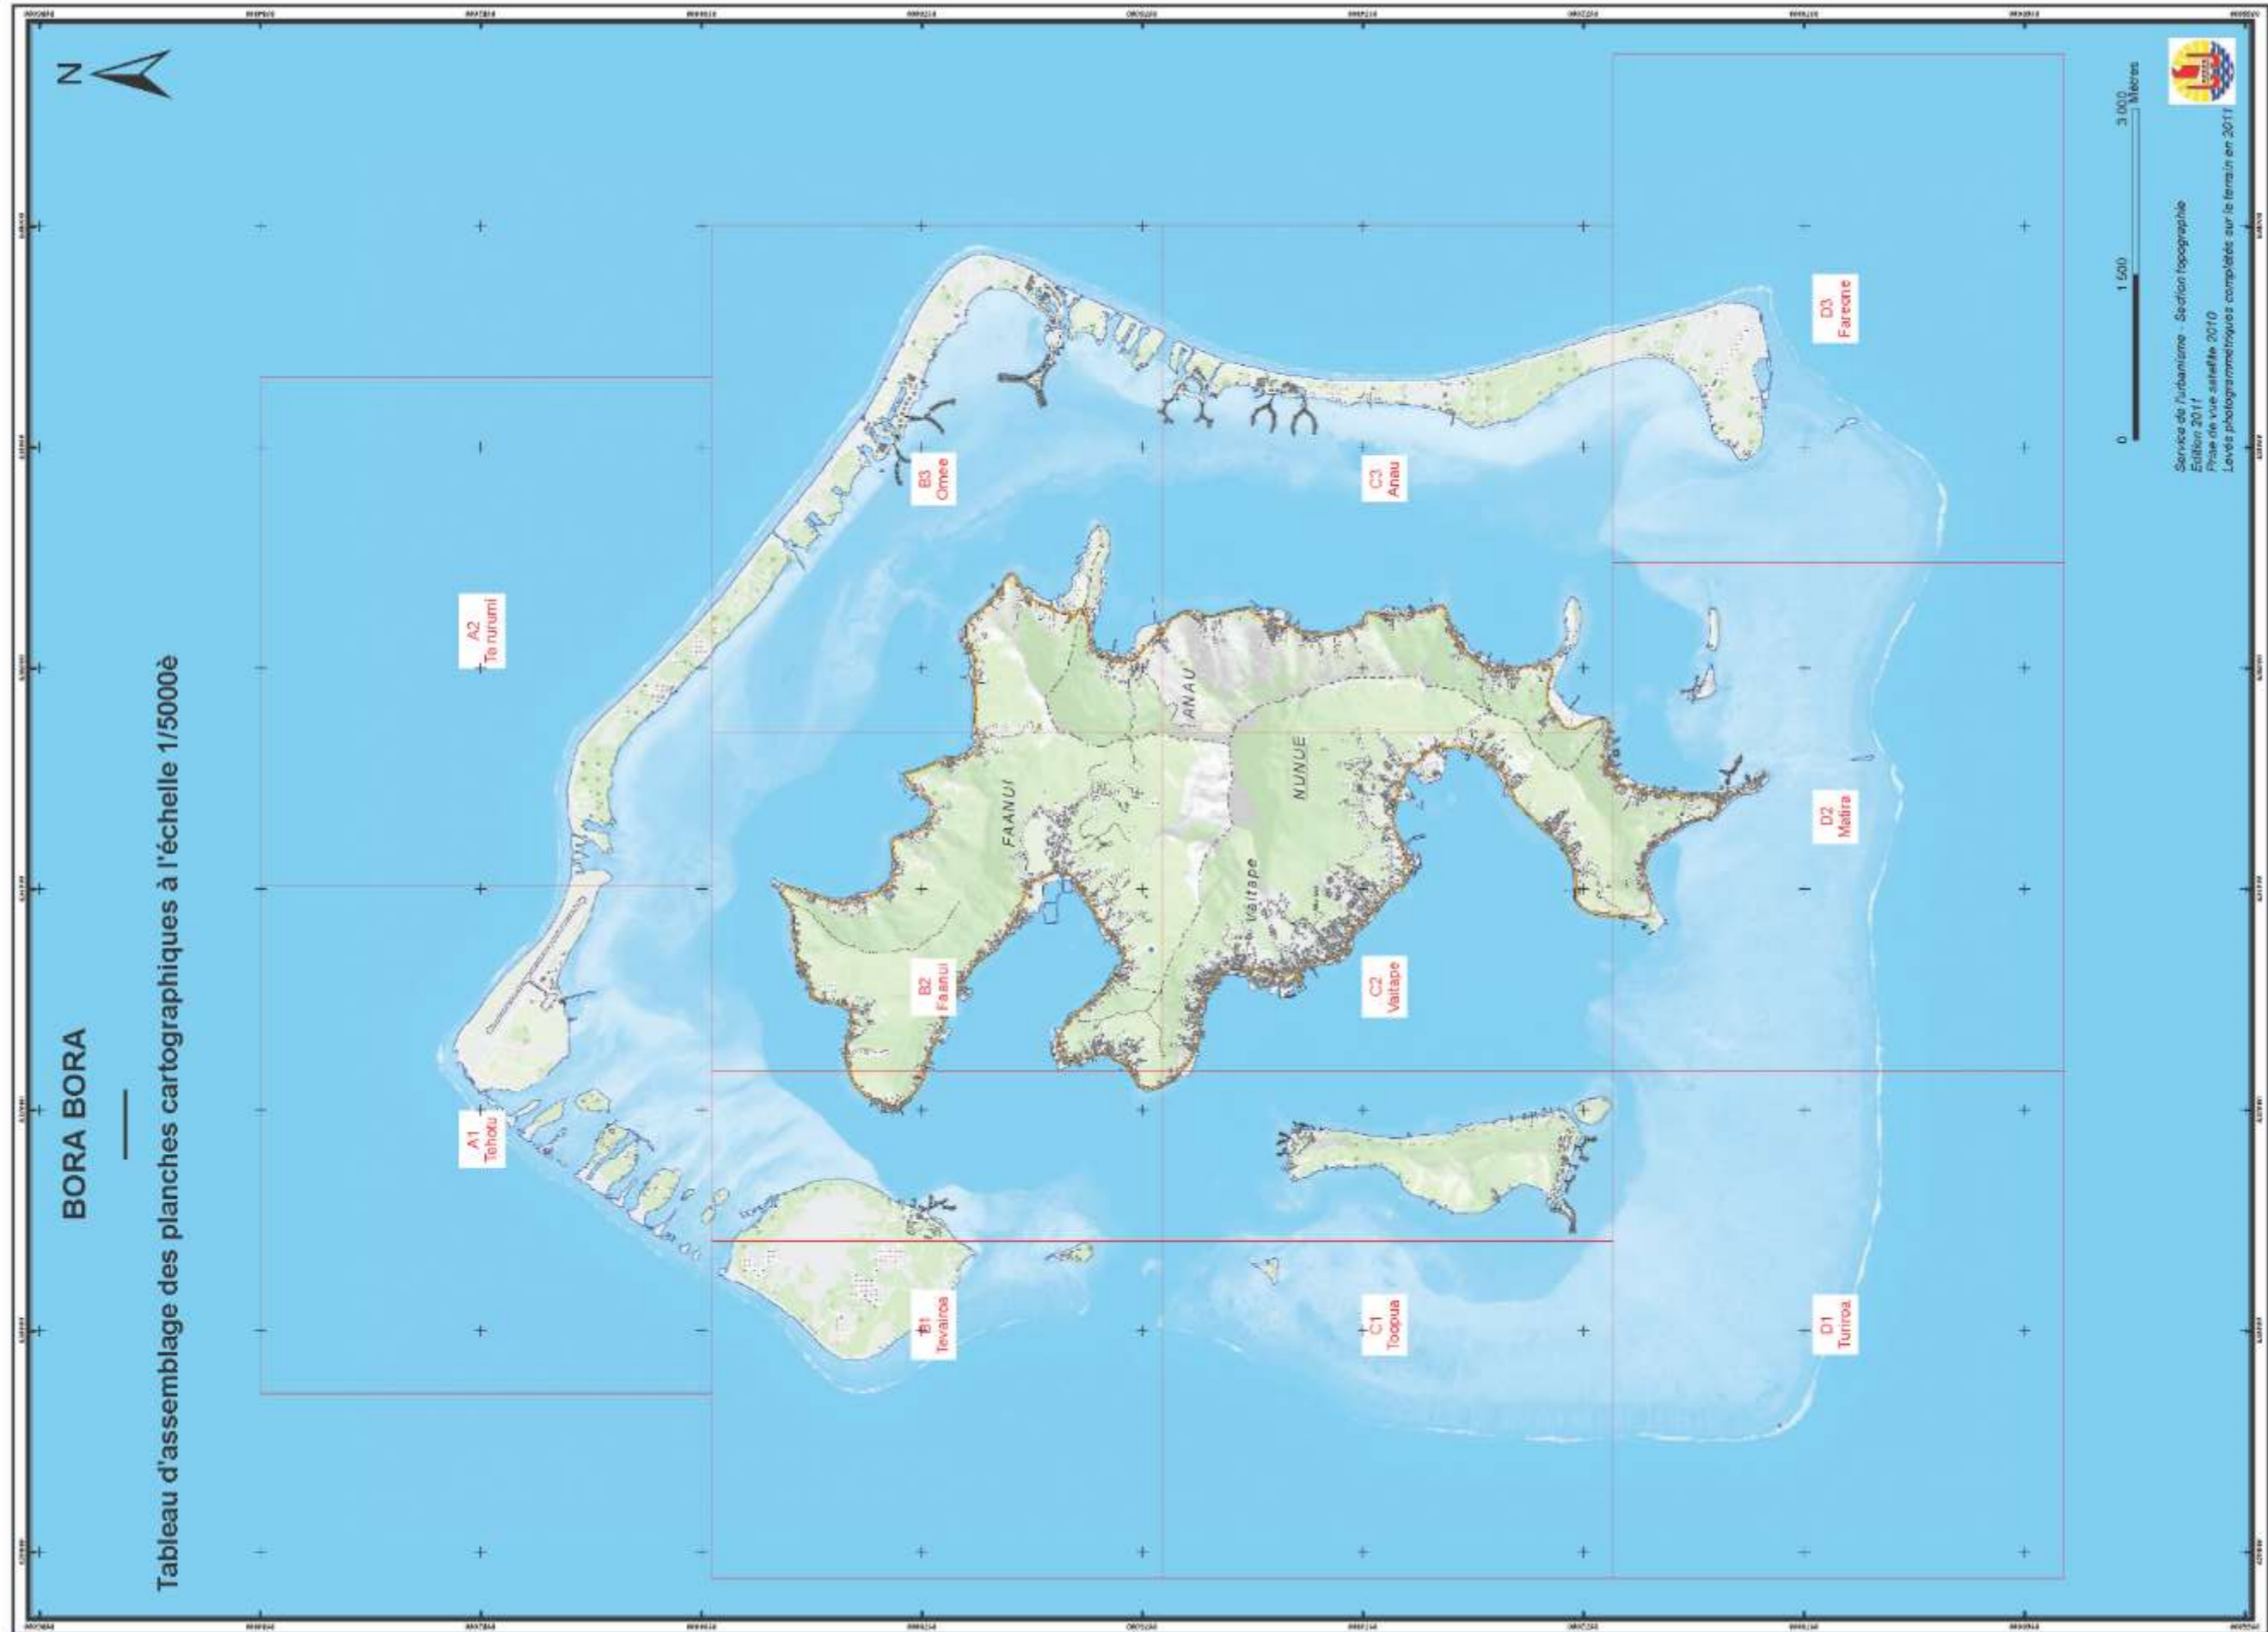 BORA BORA
Tableau d'assemblage des planches cartographiques à l'échelle 1/5000è
N
A1
Tehotu
A2
Te rurumi
B1
Tevairoa
B2
Faanui
B3
Omee
FAANUI
ANAU
NUNUE
Vaitape
C1
Toopua
C2
Vaitape
C3
Anau
D1
Turiroa
D2
Matira
D3
Fareone
0 1 500 3 000
Mètres
Service de l'urbanisme - Section topographie
Edition 2011
Prise de vue satellite 2010
Levés photogrammétriques complétés sur le terrain en 2011